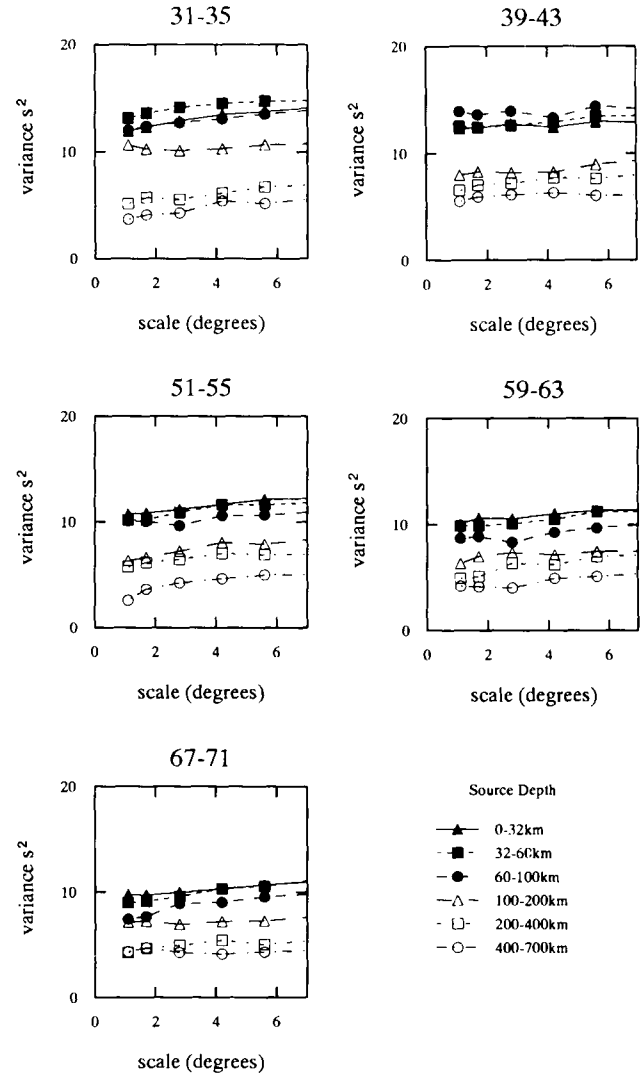 31-35
20
10
0
variance s²
0 2 4 6
scale (degrees)
39-43
20
10
0
variance s²
0 2 4 6
scale (degrees)
51-55
20
10
0
variance s²
0 2 4 6
scale (degrees)
59-63
20
10
0
variance s²
0 2 4 6
scale (degrees)
67-71
20
10
0
variance s²
0 2 4 6
scale (degrees)
Source Depth
0-32km
32-60km
60-100km
100-200km
200-400km
400-700km